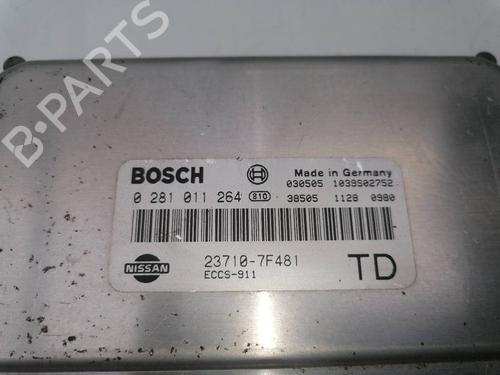 B-PARTS
BOSCH
Made in Germany
030505 1039S02752
0 281 011 264 810
38505 1128 0980
NISSAN
23710-7F481
ECCS-911
TD